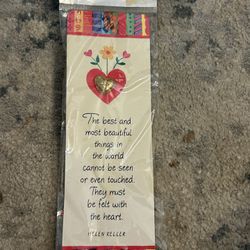 The best and
most beautiful
things in
the world
cannot be seen
or even touched.
They must
be felt with
the heart.
HELEN KELLER